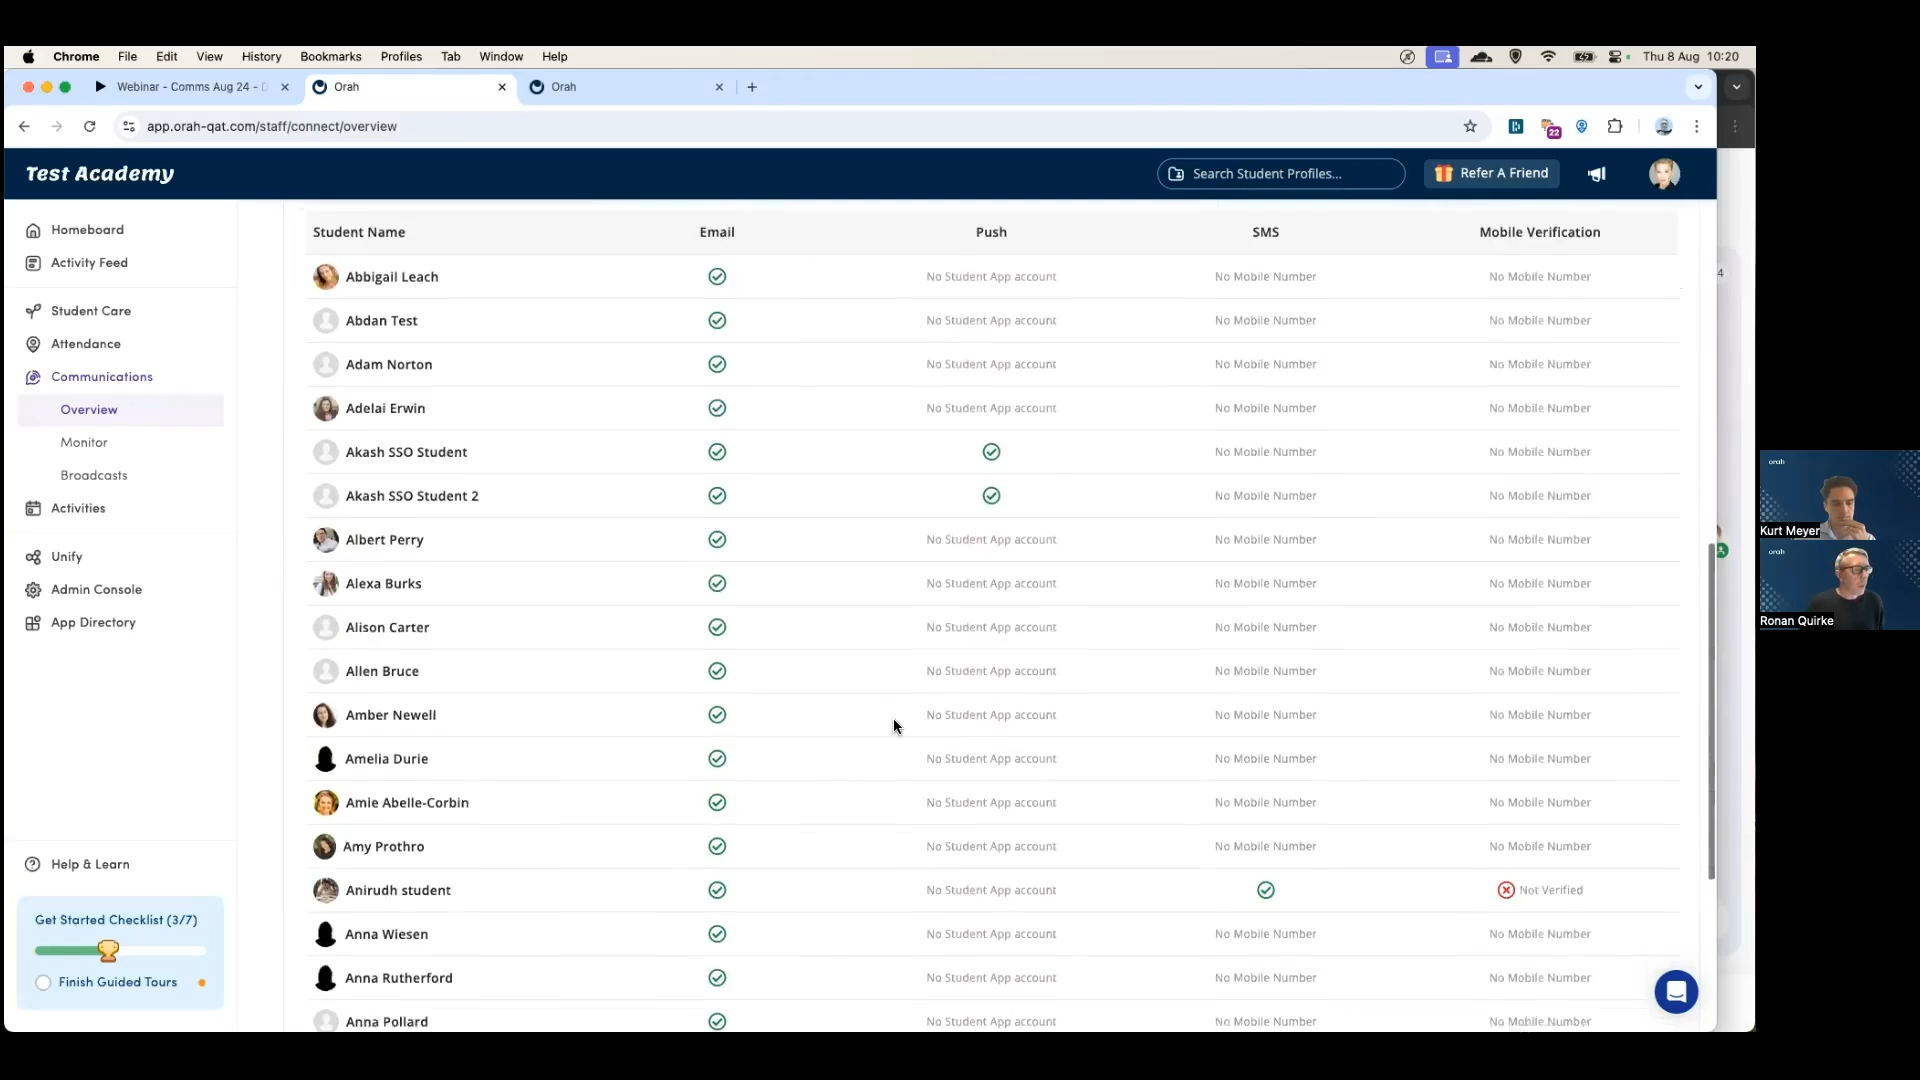 Chrome File Edit View History Bookmarks Profiles Tab Window Help Thu 8 Aug 10:20
Webinar - Comms Aug 24 - D Orah Orah
app.orah-qat.com/staff/connect/overview 22
Test Academy Search Student Profiles... Refer A Friend
Homeboard
Activity Feed
Student Care
Attendance
Communications
Overview
Monitor
Broadcasts
Activities
Unify
Admin Console
App Directory
Help & Learn
Get Started Checklist (3/7)
Finish Guided Tours
Student Name Email Push SMS Mobile Verification
Abbigail Leach No Student App account No Mobile Number No Mobile Number
Abdan Test No Student App account No Mobile Number No Mobile Number
Adam Norton No Student App account No Mobile Number No Mobile Number
Adelai Erwin No Student App account No Mobile Number No Mobile Number
Akash SSO Student No Mobile Number No Mobile Number
Akash SSO Student 2 No Mobile Number No Mobile Number
Albert Perry No Student App account No Mobile Number No Mobile Number
Alexa Burks No Student App account No Mobile Number No Mobile Number
Alison Carter No Student App account No Mobile Number No Mobile Number
Allen Bruce No Student App account No Mobile Number No Mobile Number
Amber Newell No Student App account No Mobile Number No Mobile Number
Amelia Durie No Student App account No Mobile Number No Mobile Number
Amie Abelle-Corbin No Student App account No Mobile Number No Mobile Number
Amy Prothro No Student App account No Mobile Number No Mobile Number
Anirudh student No Student App account Not Verified
Anna Wiesen No Student App account No Mobile Number No Mobile Number
Anna Rutherford No Student App account No Mobile Number No Mobile Number
Anna Pollard No Student App account No Mobile Number No Mobile Number
4
orah
Kurt Meyer
orah
Ronan Quirke